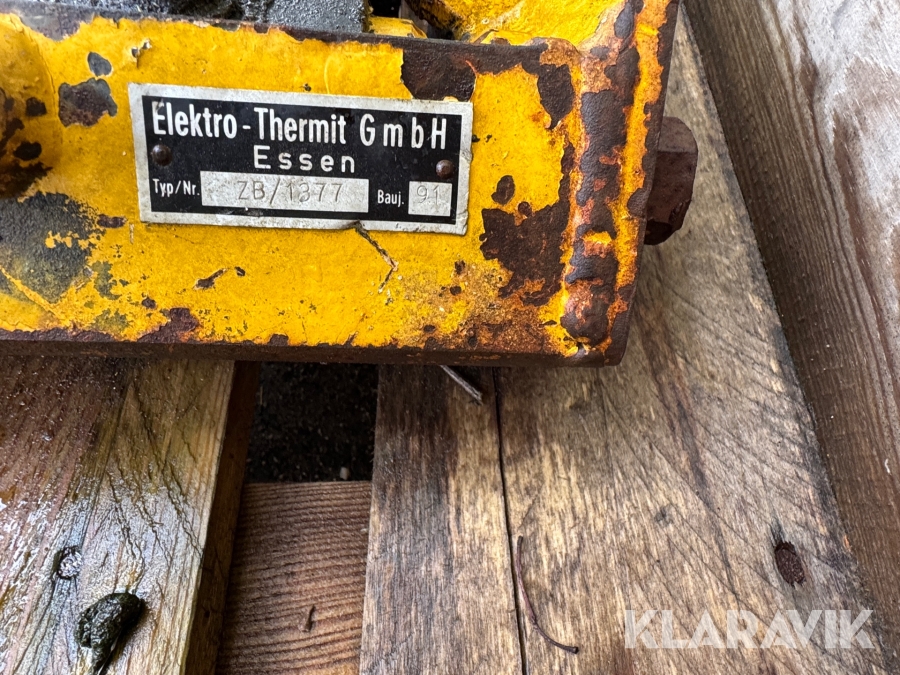 Elektro-Thermit GmbH
Essen
Typ/Nr. ZB/1377 Bauj. 91
KLARAVIK